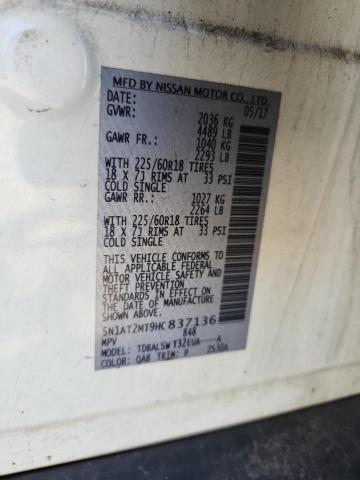 MFD BY NISSAN MOTOR CO., LTD.
DATE: 05/17
GVWR: 2036 KG
4489 LB
GAWR FR.: 1040 KG
2293 LB
WITH 225/60R18 TIRES
18 X 7J RIMS AT 33 PSI
COLD SINGLE
GAWR RR.: 1027 KG
2264 LB
WITH 225/60R18 TIRES
18 X 7J RIMS AT 33 PSI
COLD SINGLE
THIS VEHICLE CONFORMS TO
ALL APPLICABLE FEDERAL
MOTOR VEHICLE SAFETY AND
THEFT PREVENTION STANDARDS
IN EFFECT ON THE DATE OF
MANUFACTURE SHOWN ABOVE.
5N1AT2MT9HC 837136
MPV 848
MODEL: TDBALSW T32EUA----A
COLOR: QAB TRIM: P 2530A